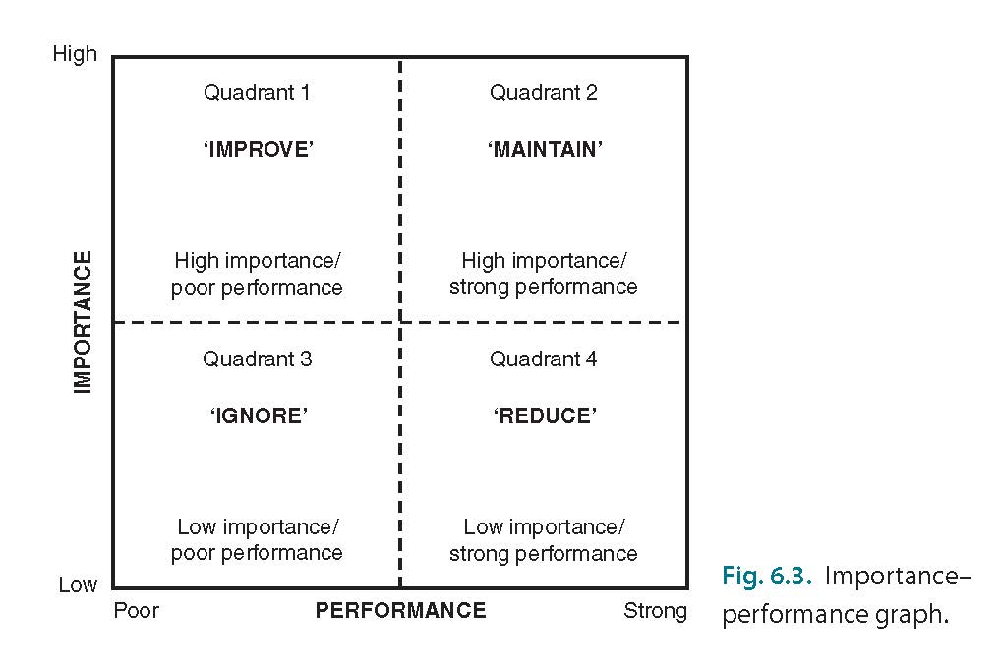 High
Quadrant 1
‘IMPROVE’
High importance/
poor performance
Quadrant 2
‘MAINTAIN’
High importance/
strong performance
IMPORTANCE
Quadrant 3
‘IGNORE’
Low importance/
poor performance
Quadrant 4
‘REDUCE’
Low importance/
strong performance
Low
Poor
PERFORMANCE
Strong
Fig. 6.3. Importance–
performance graph.